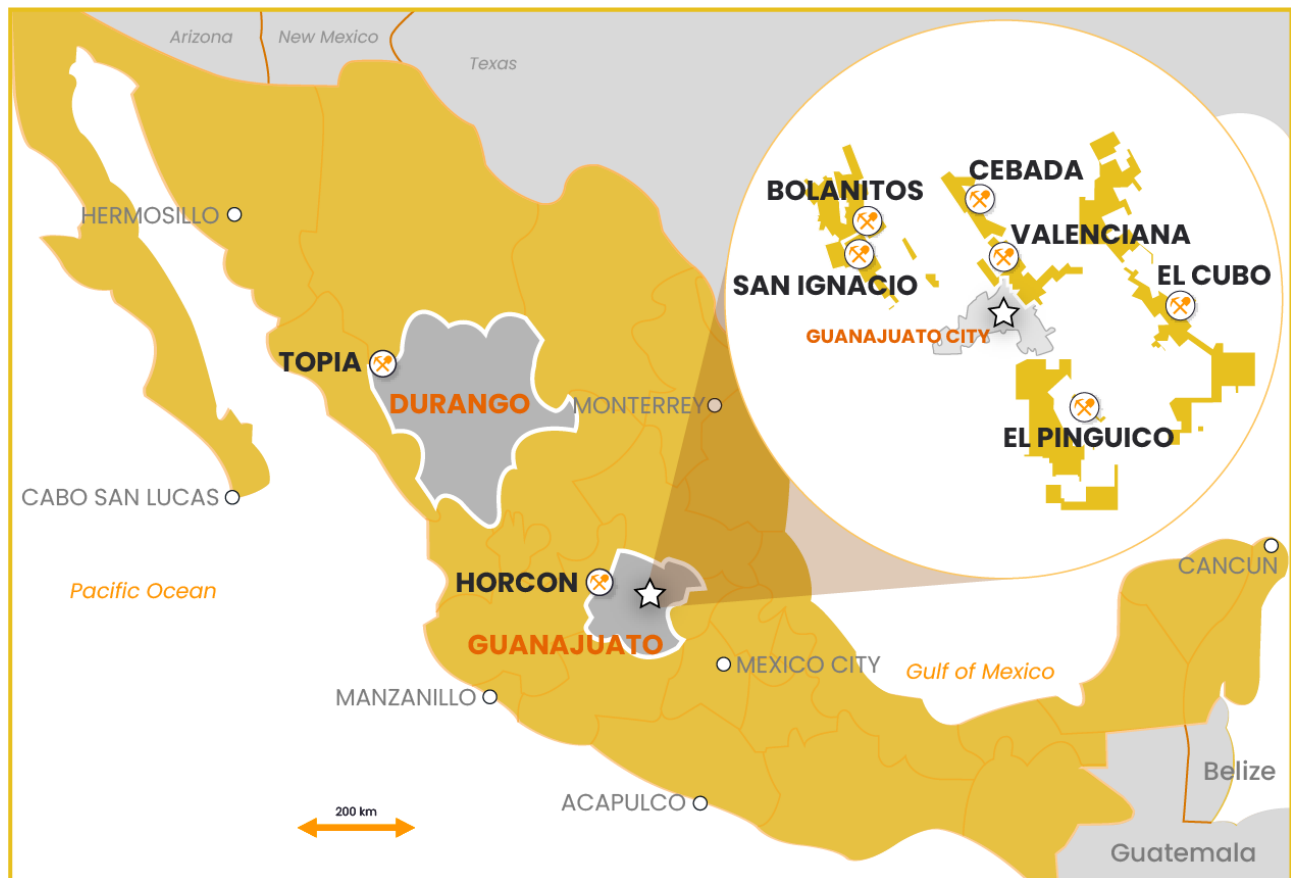 Arizona
New Mexico
Texas
CEBADA
BOLANITOS
HERMOSILLO
VALENCIANA
EL CUBO
SAN IGNACIO
GUANAJUATO CITY
TOPIA
DURANGO
MONTERREY
EL PINGUICO
CABO SAN LUCAS
CANCUN
HORCON
Pacific Ocean
GUANAJUATO
MEXICO CITY
Gulf of Mexico
MANZANILLO
Belize
ACAPULCO
200 km
Guatemala